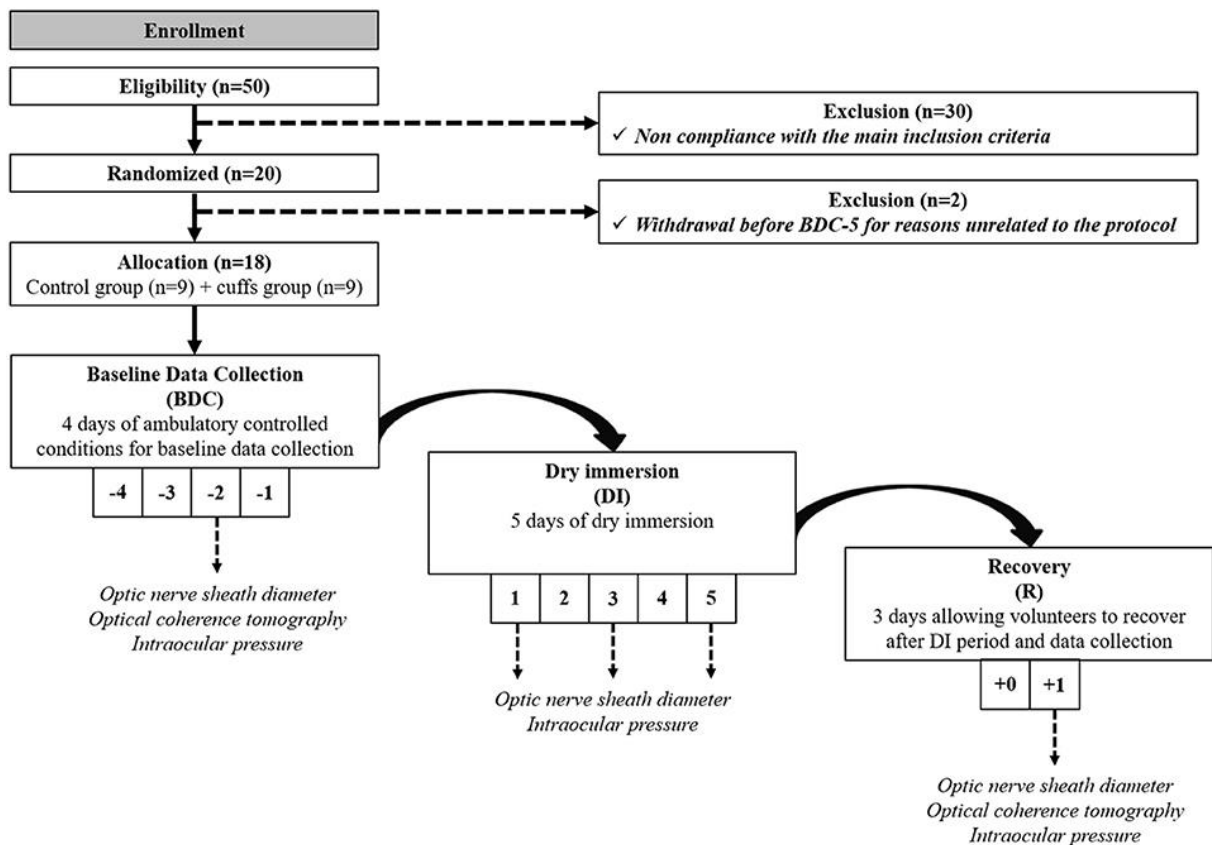 Enrollment
Eligibility (n=50)
Exclusion (n=30)
✓ Non compliance with the main inclusion criteria
Randomized (n=20)
Exclusion (n=2)
✓ Withdrawal before BDC-5 for reasons unrelated to the protocol
Allocation (n=18)
Control group (n=9) + cuffs group (n=9)
Baseline Data Collection
(BDC)
4 days of ambulatory controlled
conditions for baseline data collection
-4 -3 -2 -1
Optic nerve sheath diameter
Optical coherence tomography
Intraocular pressure
Dry immersion
(DI)
5 days of dry immersion
1 2 3 4 5
Optic nerve sheath diameter
Intraocular pressure
Recovery
(R)
3 days allowing volunteers to recover
after DI period and data collection
+0 +1
Optic nerve sheath diameter
Optical coherence tomography
Intraocular pressure